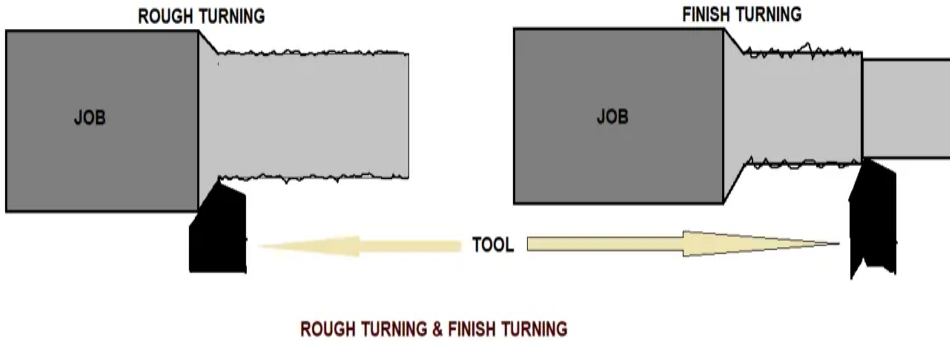 ROUGH TURNING
FINISH TURNING
JOB
JOB
TOOL
ROUGH TURNING & FINISH TURNING